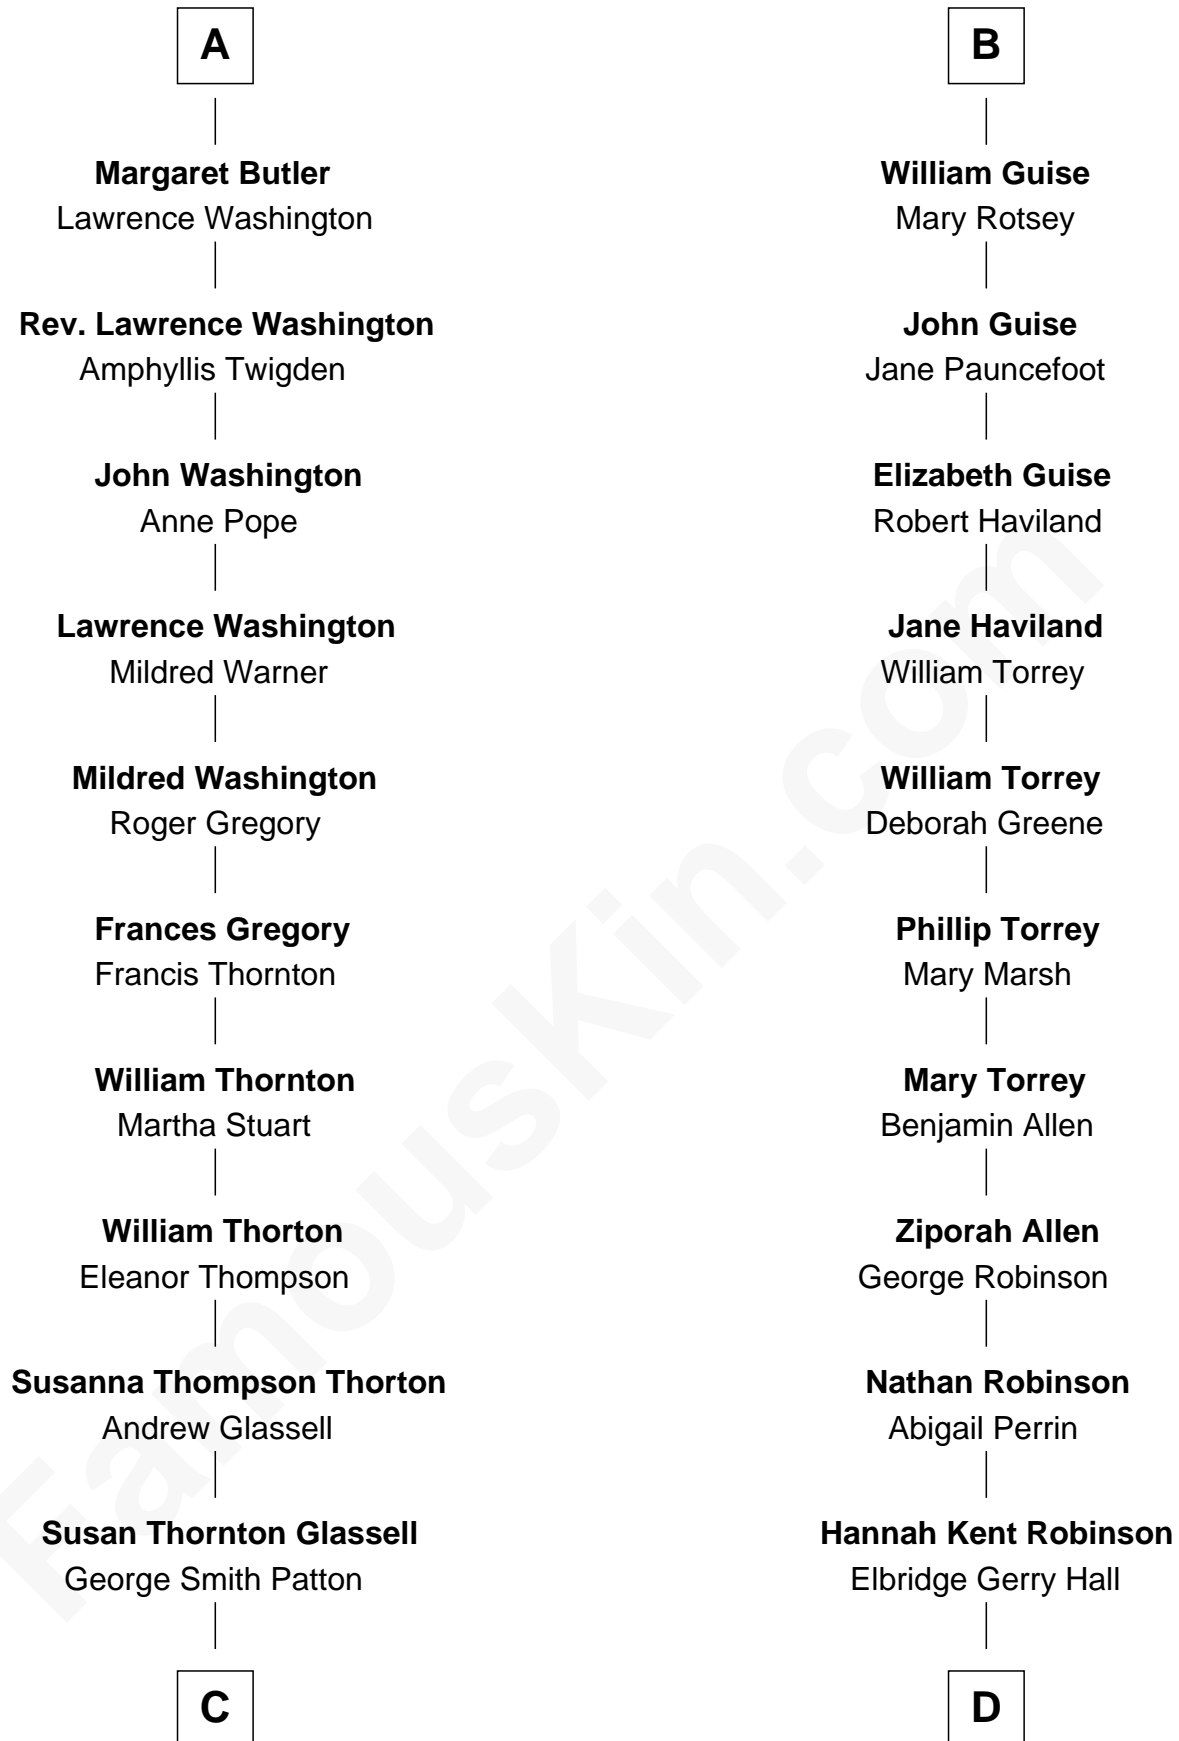 A
Margaret Butler
Lawrence Washington
Rev. Lawrence Washington
Amphyllis Twigden
John Washington
Anne Pope
Lawrence Washington
Mildred Warner
Mildred Washington
Roger Gregory
Frances Gregory
Francis Thornton
William Thornton
Martha Stuart
William Thorton
Eleanor Thompson
Susanna Thompson Thorton
Andrew Glassell
Susan Thornton Glassell
George Smith Patton
C
B
William Guise
Mary Rotsey
John Guise
Jane Pauncefoot
Elizabeth Guise
Robert Haviland
Jane Haviland
William Torrey
William Torrey
Deborah Greene
Phillip Torrey
Mary Marsh
Mary Torrey
Benjamin Allen
Ziporah Allen
George Robinson
Nathan Robinson
Abigail Perrin
Hannah Kent Robinson
Elbridge Gerry Hall
D
FamousKin.com